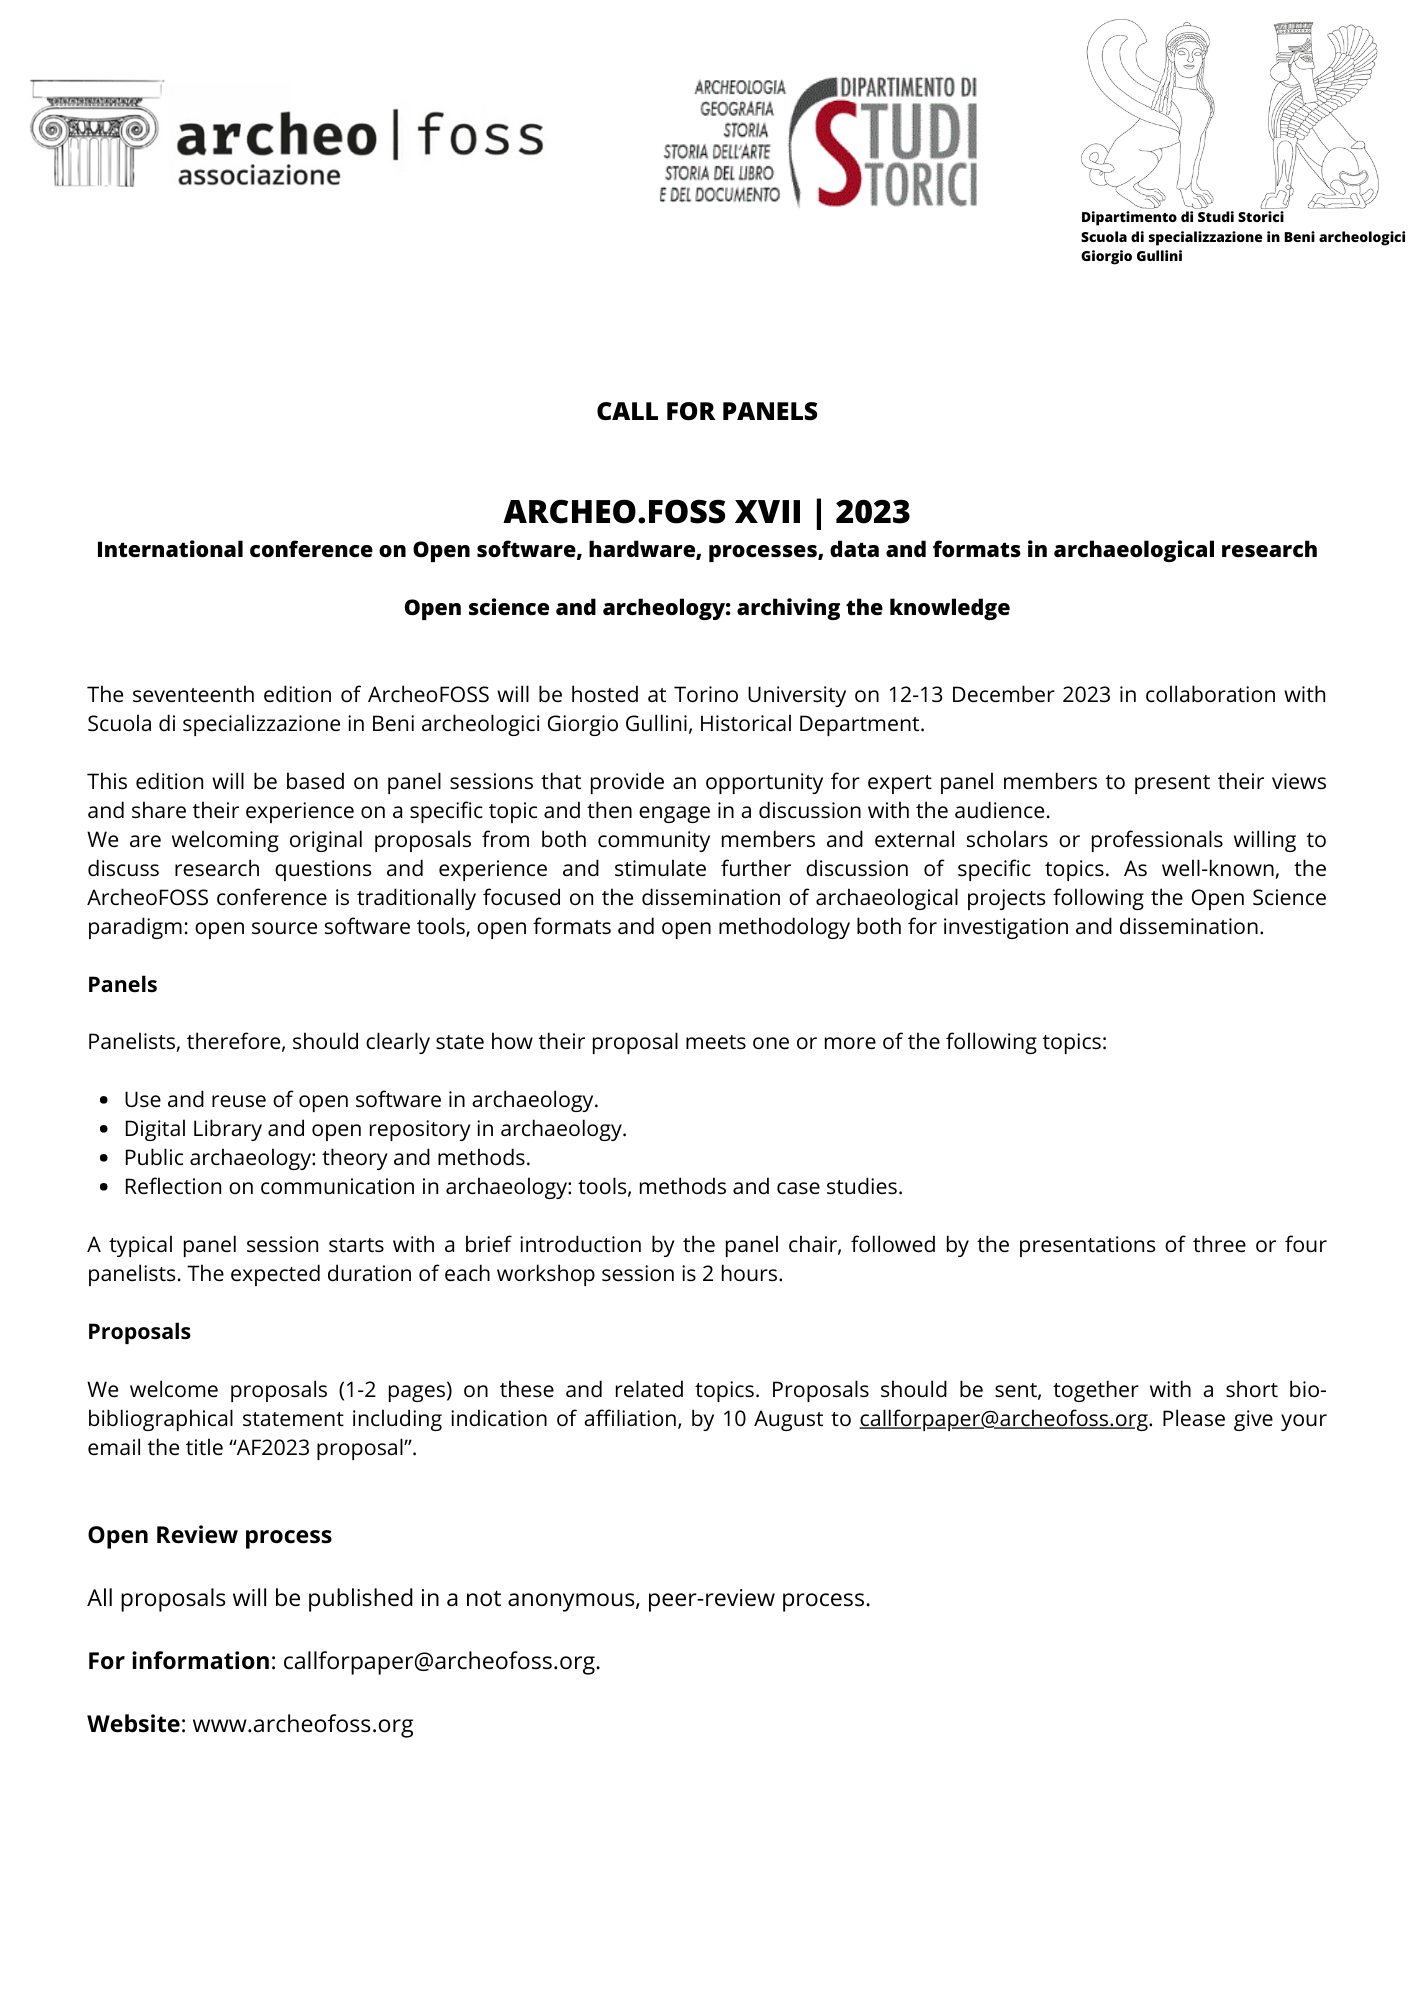 archeo|foss
associazione
ARCHEOLOGIA
GEOGRAFIA
STORIA
STORIA DELL'ARTE
STORIA DEL LIBRO
E DEL DOCUMENTO
DIPARTIMENTO DI
STUDI
STORICI
Dipartimento di Studi Storici
Scuola di specializzazione in Beni archeologici
Giorgio Gullini
CALL FOR PANELS
ARCHEO.FOSS XVII | 2023
International conference on Open software, hardware, processes, data and formats in archaeological research
Open science and archeology: archiving the knowledge
The seventeenth edition of ArcheoFOSS will be hosted at Torino University on 12-13 December 2023 in collaboration with
Scuola di specializzazione in Beni archeologici Giorgio Gullini, Historical Department.
This edition will be based on panel sessions that provide an opportunity for expert panel members to present their views
and share their experience on a specific topic and then engage in a discussion with the audience.
We are welcoming original proposals from both community members and external scholars or professionals willing to
discuss research questions and experience and stimulate further discussion of specific topics. As well-known, the
ArcheoFOSS conference is traditionally focused on the dissemination of archaeological projects following the Open Science
paradigm: open source software tools, open formats and open methodology both for investigation and dissemination.
Panels
Panelists, therefore, should clearly state how their proposal meets one or more of the following topics:
• Use and reuse of open software in archaeology.
• Digital Library and open repository in archaeology.
• Public archaeology: theory and methods.
• Reflection on communication in archaeology: tools, methods and case studies.
A typical panel session starts with a brief introduction by the panel chair, followed by the presentations of three or four
panelists. The expected duration of each workshop session is 2 hours.
Proposals
We welcome proposals (1-2 pages) on these and related topics. Proposals should be sent, together with a short bio-
bibliographical statement including indication of affiliation, by 10 August to callforpaper@archeofoss.org. Please give your
email the title “AF2023 proposal”.
Open Review process
All proposals will be published in a not anonymous, peer-review process.
For information: callforpaper@archeofoss.org.
Website: www.archeofoss.org